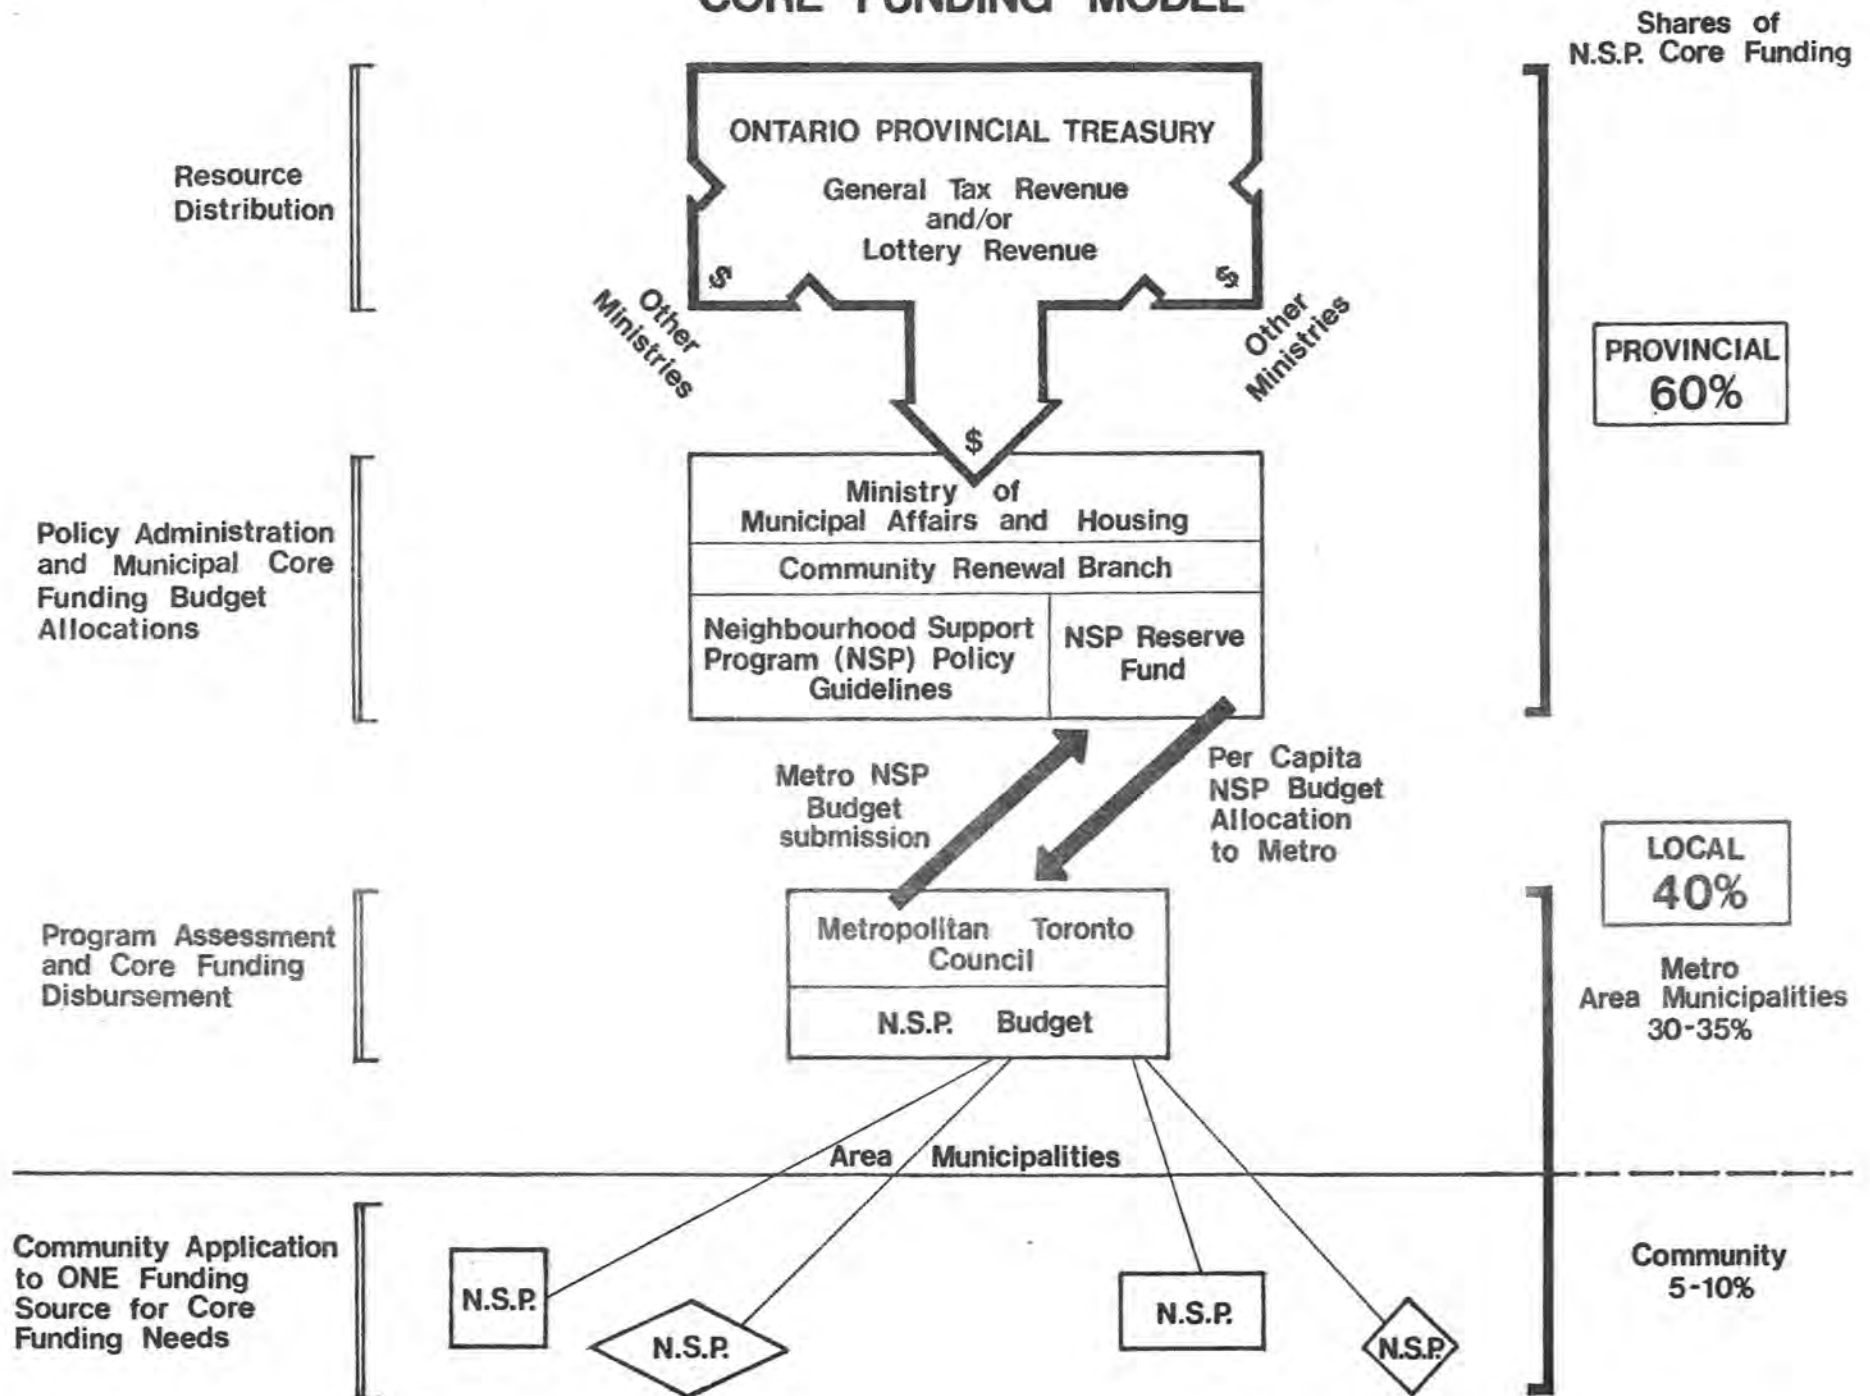 CORE FUNDING MODEL
Shares of
N.S.P. Core Funding
Resource
Distribution
ONTARIO PROVINCIAL TREASURY
General Tax Revenue
and/or
Lottery Revenue
$
$
Other
Ministries
Other
Ministries
$
PROVINCIAL
60%
Policy Administration
and Municipal Core
Funding Budget
Allocations
Ministry of
Municipal Affairs and Housing
Community Renewal Branch
Neighbourhood Support
Program (NSP) Policy
Guidelines
NSP Reserve
Fund
Metro NSP
Budget
submission
Per Capita
NSP Budget
Allocation
to Metro
LOCAL
40%
Program Assessment
and Core Funding
Disbursement
Metropolitan Toronto
Council
N.S.P. Budget
Metro
Area Municipalities
30-35%
Area Municipalities
Community Application
to ONE Funding
Source for Core
Funding Needs
N.S.P.
N.S.P.
N.S.P.
N.S.P.
Community
5-10%